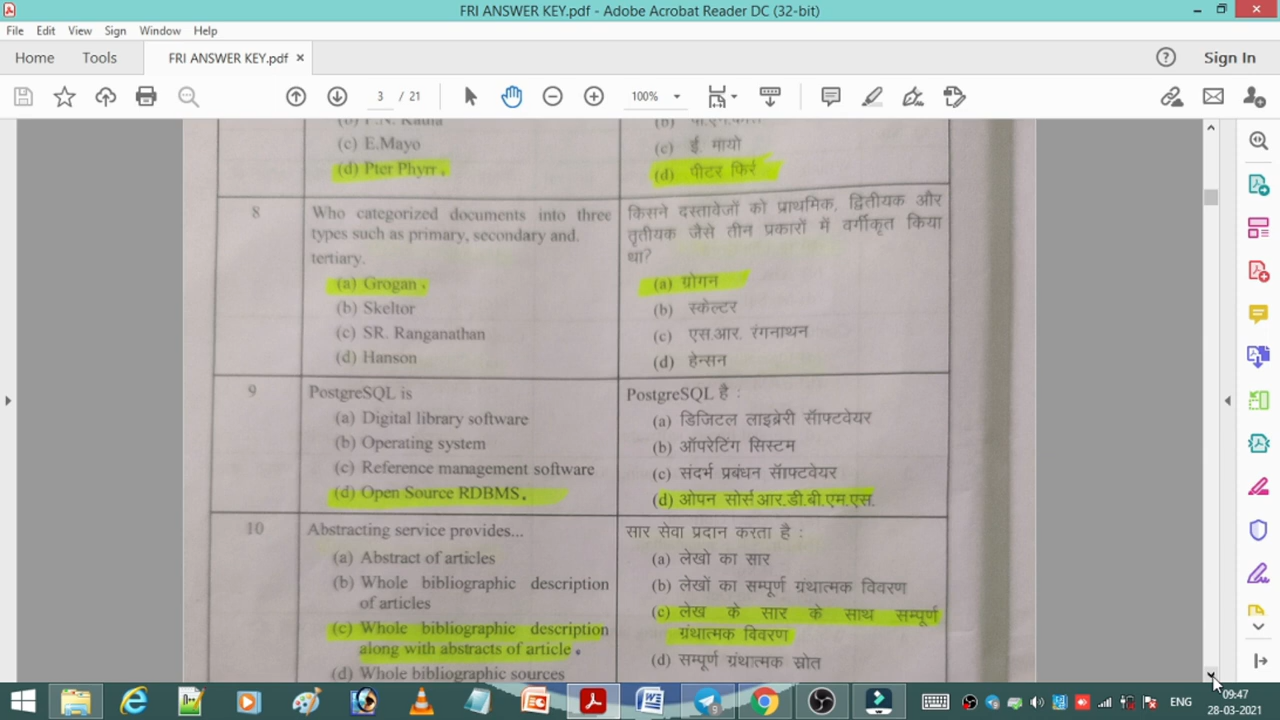 FRI ANSWER KEY.pdf - Adobe Acrobat Reader DC (32-bit)
File Edit View Sign Window Help
Home Tools FRI ANSWER KEY.pdf × Sign In
3 / 21 100%
(c) E.Mayo
(d) Pter Phyrr
(c) ई. मायो
(d) पीटर फिर्र
8
Who categorized documents into three
types such as primary, secondary and.
tertiary.
(a) Grogan
(b) Skeltor
(c) SR. Ranganathan
(d) Hanson
किसने दस्तावेजों को प्राथमिक, द्वितीयक और
तृतीयक जैसे तीन प्रकारों में वर्गीकृत किया
था?
(a) ग्रोगन
(b) स्केल्टर
(c) एस.आर. रंगनाथन
(d) हेन्सन
9
PostgreSQL is
(a) Digital library software
(b) Operating system
(c) Reference management software
(d) Open Source RDBMS.
PostgreSQL है :
(a) डिजिटल लाइब्रेरी सॅाफ्टवेयर
(b) ऑपरेटिंग सिस्टम
(c) संदर्भ प्रबंधन सॅाफ्टवेयर
(d) ओपन सोर्स आर.डी.बी.एम.एस.
10
Abstracting service provides...
(a) Abstract of articles
(b) Whole bibliographic description
of articles
(c) Whole bibliographic description
along with abstracts of article
(d) Whole bibliographic sources
सार सेवा प्रदान करता है :
(a) लेखो का सार
(b) लेखों का सम्पूर्ण ग्रंथात्मक विवरण
(c) लेख के सार के साथ सम्पूर्ण
ग्रंथात्मक विवरण
(d) सम्पूर्ण ग्रंथात्मक स्रोत
ENG
09:47
28-03-2021